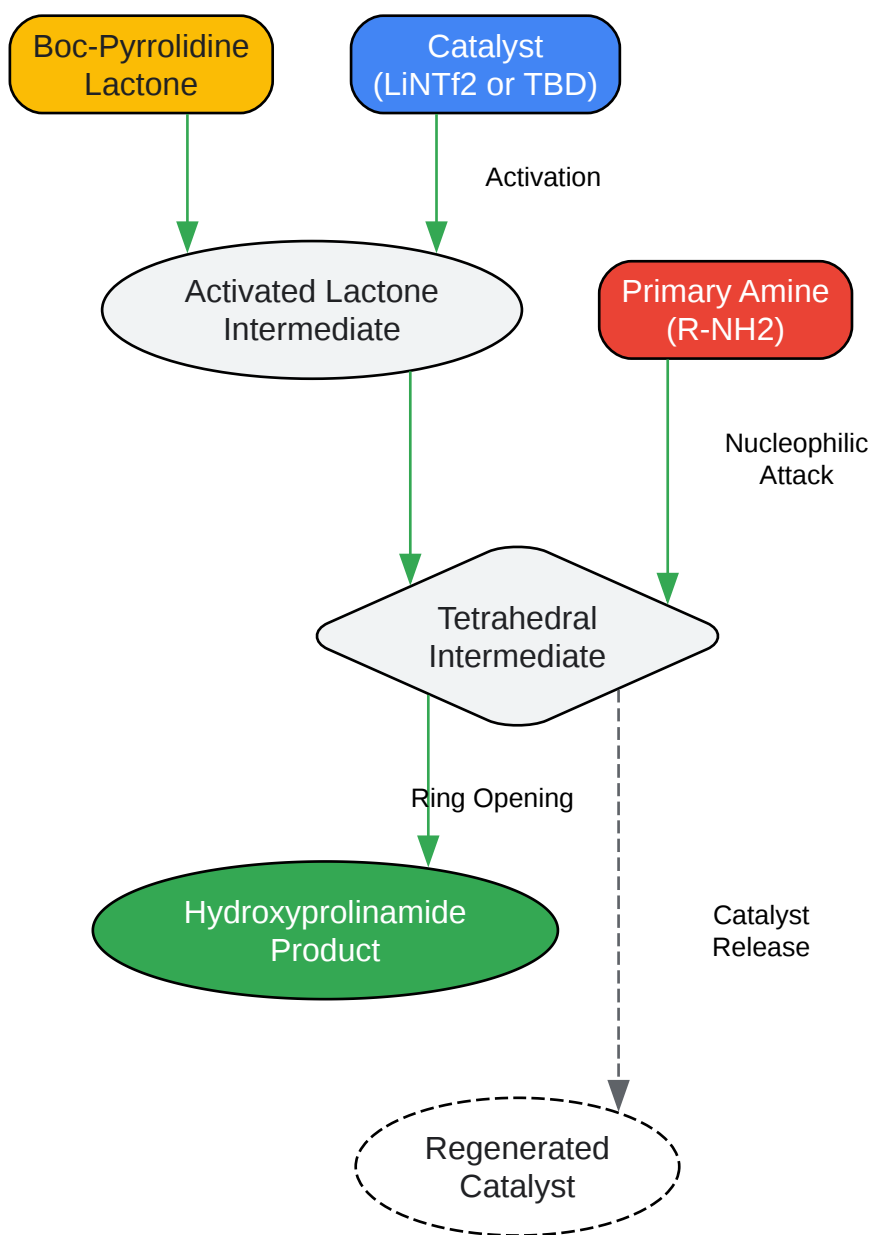 Boc-Pyrrolidine
Lactone
Catalyst
(LiNTf2 or TBD)
Activation
Activated Lactone
Intermediate
Primary Amine
(R-NH2)
Nucleophilic
Attack
Tetrahedral
Intermediate
Ring Opening
Hydroxyprolinamide
Product
Catalyst
Release
Regenerated
Catalyst